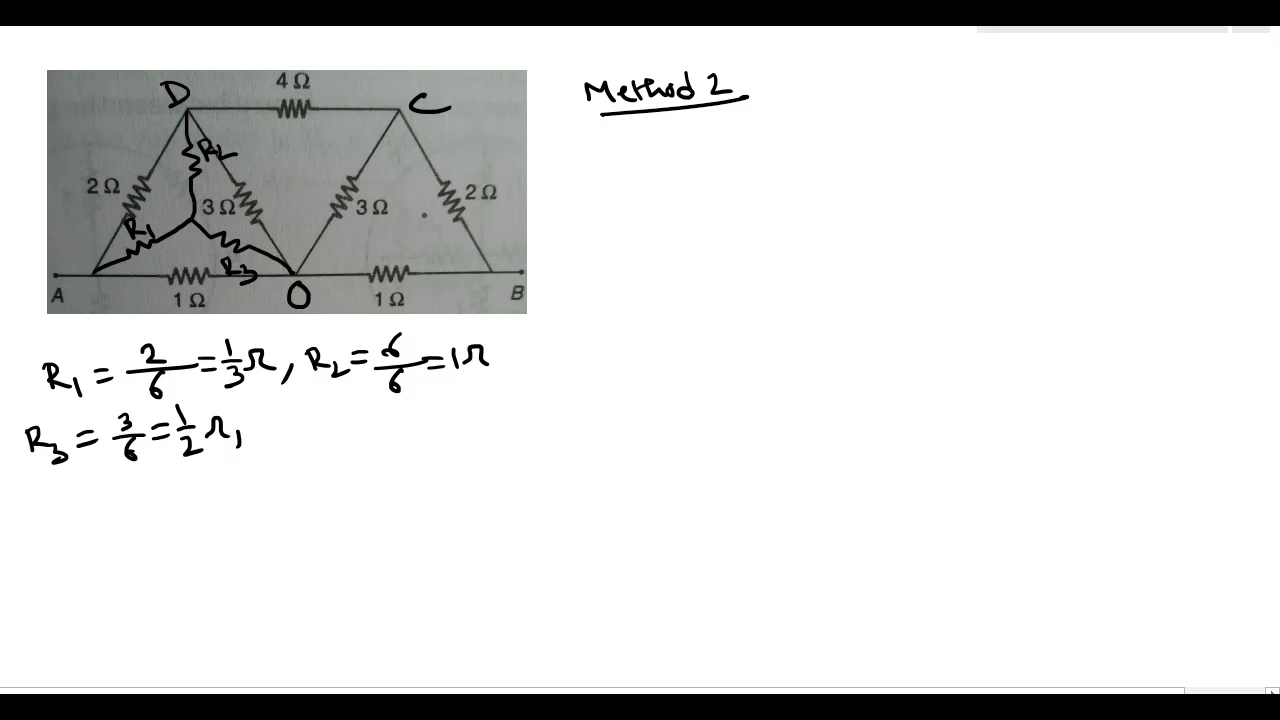 Method 2
4 Ω
D
C
R2
2 Ω
3 Ω
3 Ω
2 Ω
R1
R3
A
1 Ω
O
1 Ω
B
R1 = 2/6 = 1/3 Ω, R2 = 6/6 = 1Ω
R3 = 3/6 = 1/2 Ω,